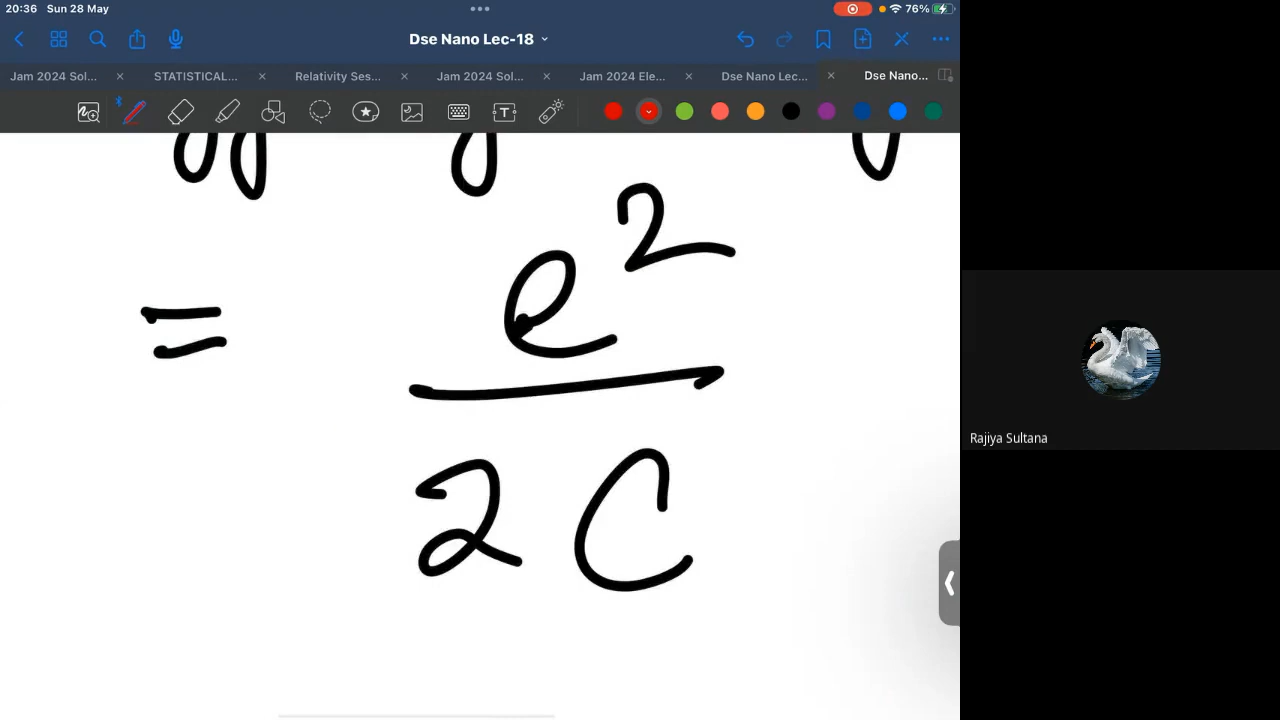 20:36 Sun 28 May
76%
Dse Nano Lec-18
Jam 2024 Sol... STATISTICAL... Relativity Ses... Jam 2024 Sol... Jam 2024 Ele... Dse Nano Lec... Dse Nano...
= e²
2 C
Rajiya Sultana